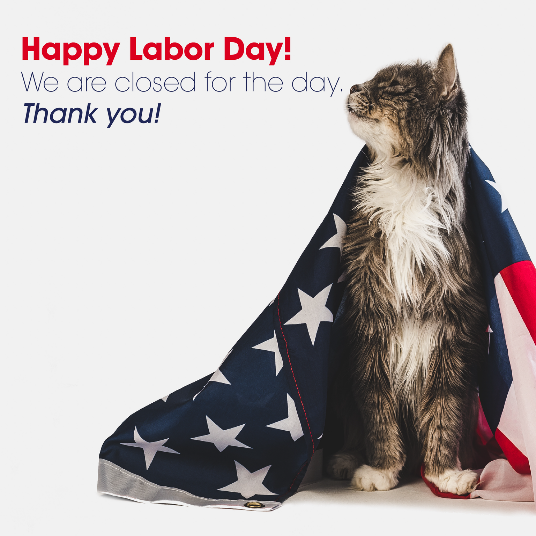 Happy Labor Day!
We are closed for the day.
Thank you!